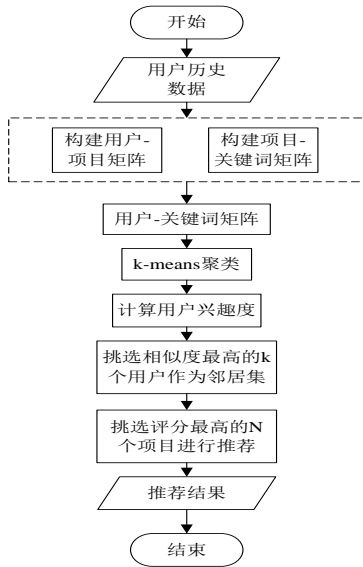 开始
用户历史
数据
构建用户-
项目矩阵
构建项目-
关键词矩阵
用户-关键词矩阵
k-means聚类
计算用户兴趣度
挑选相似度最高的k
个用户作为邻居集
挑选评分最高的N
个项目进行推荐
推荐结果
结束